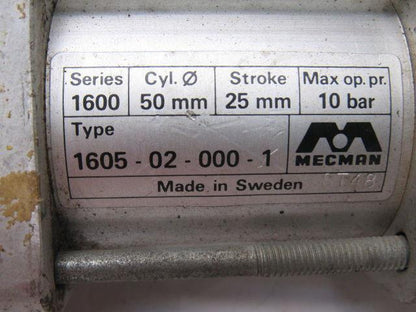 Series Cyl. Ø Stroke Max op. pr.
1600 50 mm 25 mm 10 bar
Type
1605 - 02 - 000 - 1
MECMAN
Made in Sweden